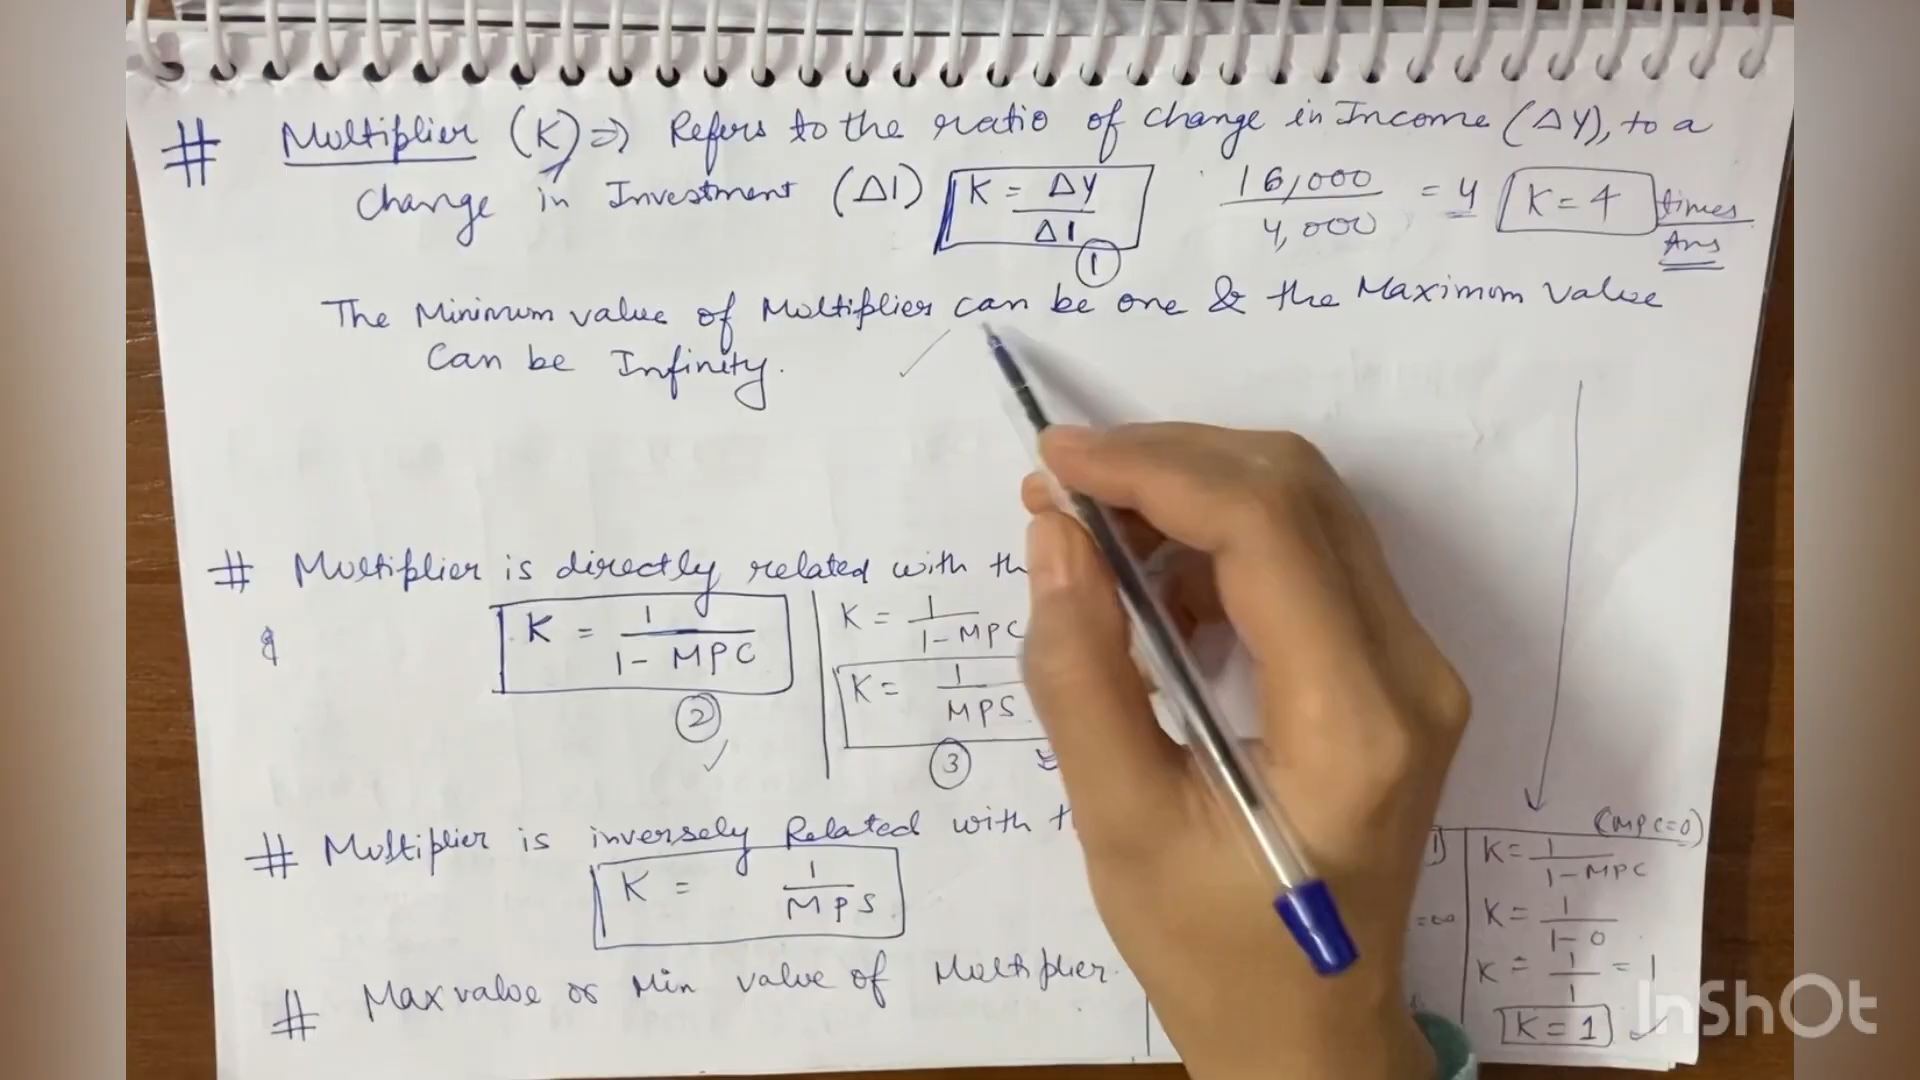 # Multiplier (K) ⇒ Refers to the ratio of change in Income (ΔY), to a
change in Investment (ΔI) K = ΔY/ΔI 16,000/4,000 = 4 K = 4 times
①
Ans
The Minimum value of Multiplier can be one & the Maximum value
Can be Infinity.
# Multiplier is directly related with th
&
K = 1/1- MPC
②
K = 1/1- MPC
K = 1/MPS
③
# Multiplier is inversely Related with t
K = 1/MPS
# Max value or Min value of Multiplier.
(MPC=0)
1)
=∞
K = 1/1-MPC
K = 1/1-0
K = 1/1 = 1
K = 1
InShOt